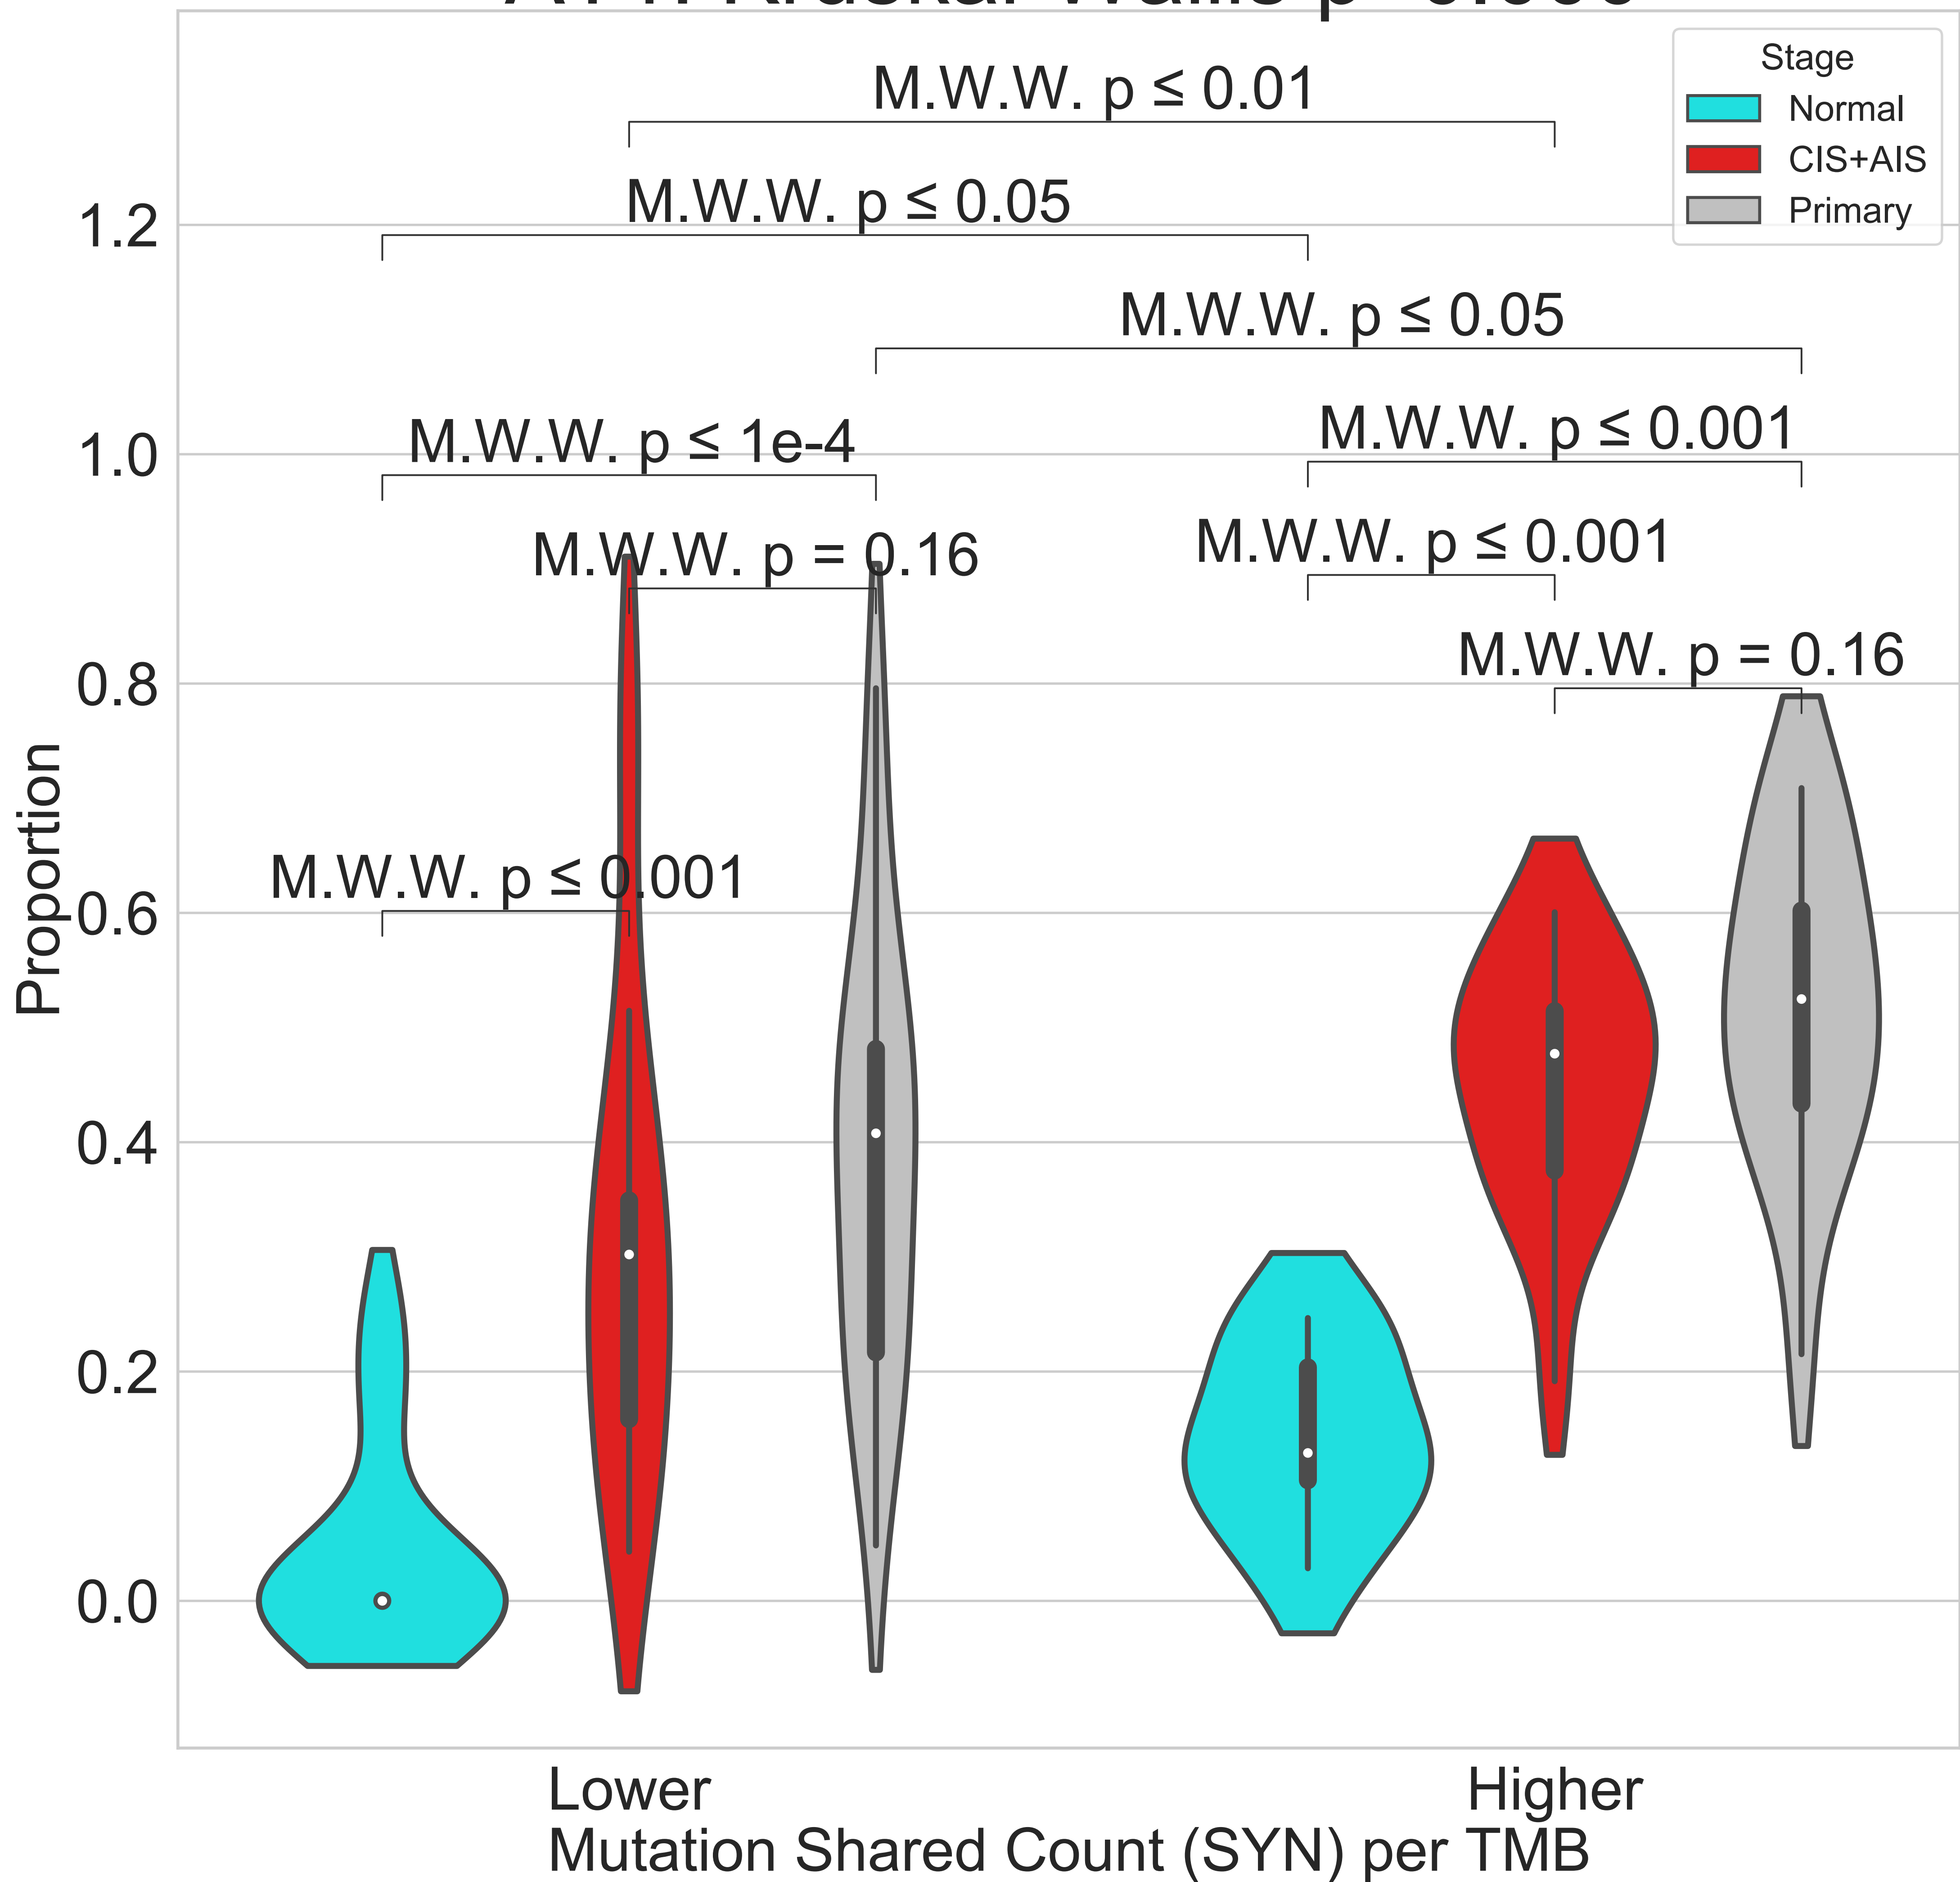 Stage
Normal
CIS+AIS
Primary
M.W.W. p ≤ 0.01
M.W.W. p ≤ 0.05
M.W.W. p ≤ 0.05
M.W.W. p ≤ 1e-4
M.W.W. p ≤ 0.001
M.W.W. p = 0.16
M.W.W. p ≤ 0.001
M.W.W. p = 0.16
M.W.W. p ≤ 0.001
1.2
1.0
0.8
0.6
0.4
0.2
0.0
Proportion
Lower
Higher
Mutation Shared Count (SYN) per TMB